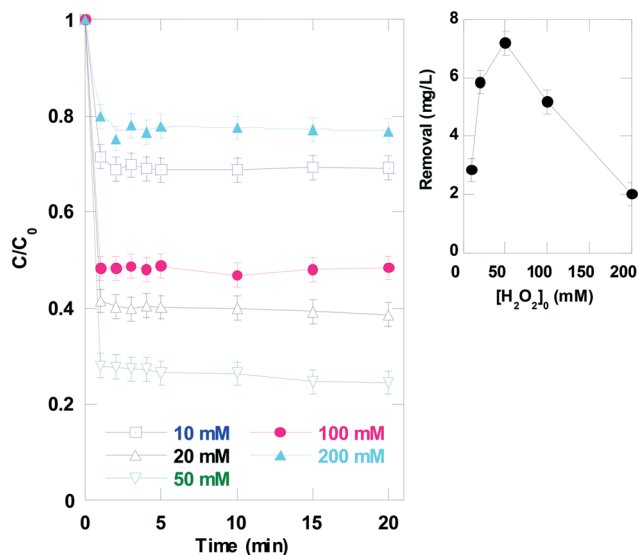 1
0.8
0.6
0.4
0.2
0
C/C0
0 5 10 15 20
Time (min)
10 mM
20 mM
50 mM
100 mM
200 mM
8
6
4
2
0
Removal (mg/L)
0 50 100 150 200
[H2O2]0 (mM)